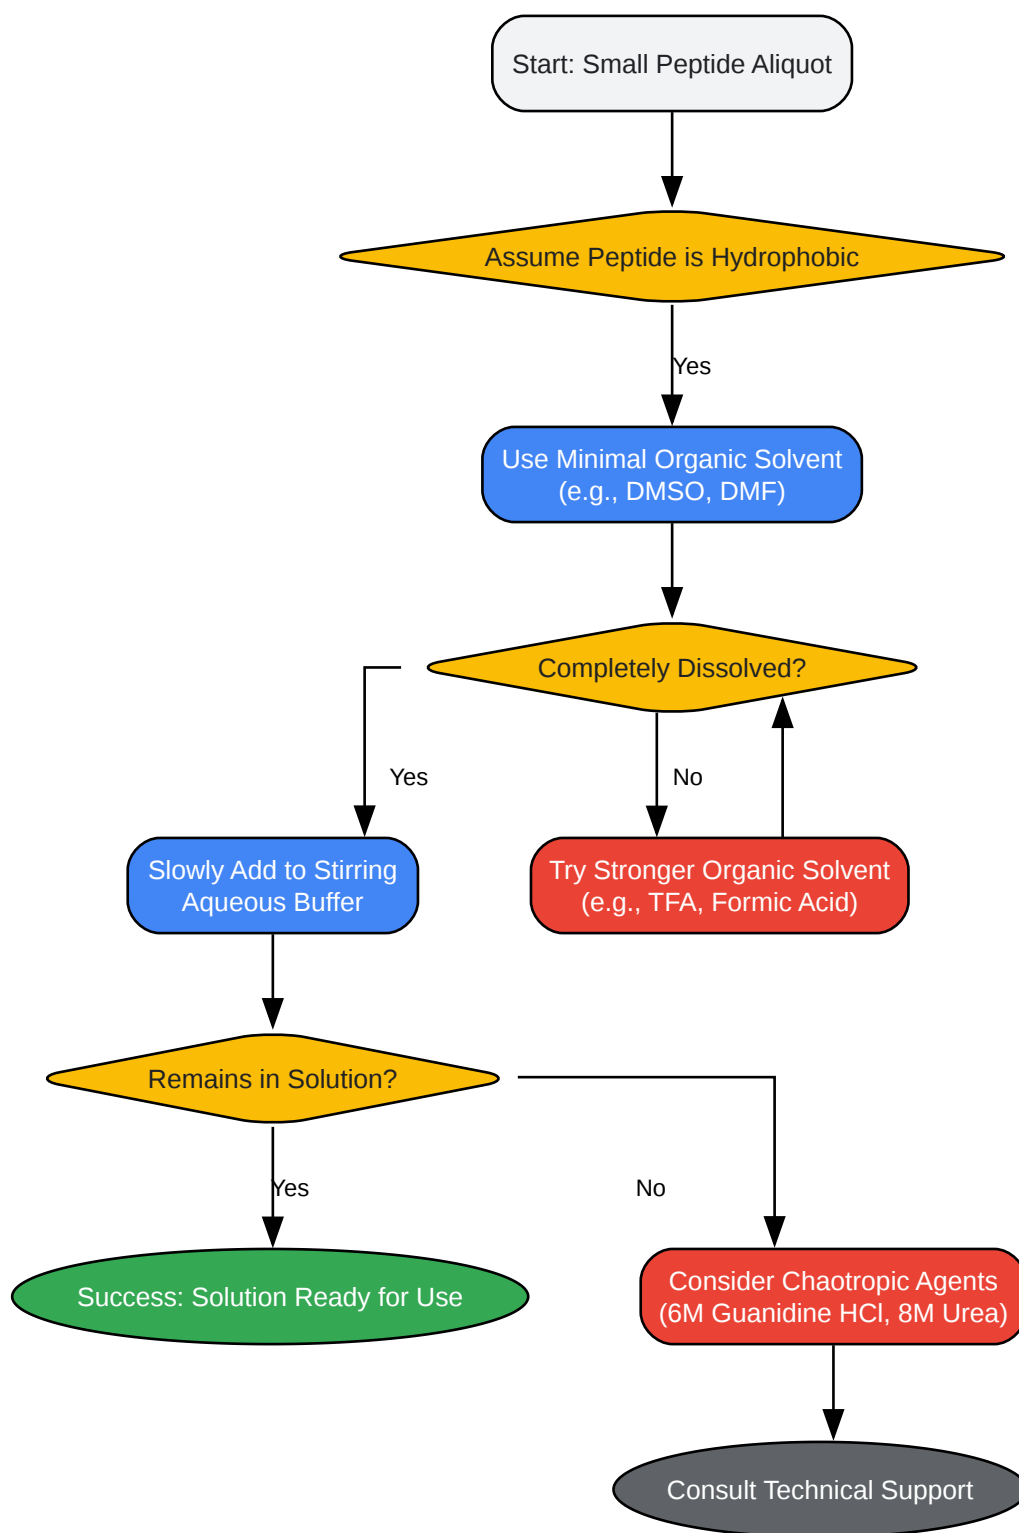 Start: Small Peptide Aliquot
Assume Peptide is Hydrophobic
Yes
Use Minimal Organic Solvent
(e.g., DMSO, DMF)
Completely Dissolved?
Yes
No
Slowly Add to Stirring
Aqueous Buffer
Try Stronger Organic Solvent
(e.g., TFA, Formic Acid)
Remains in Solution?
Yes
No
Success: Solution Ready for Use
Consider Chaotropic Agents
(6M Guanidine HCl, 8M Urea)
Consult Technical Support